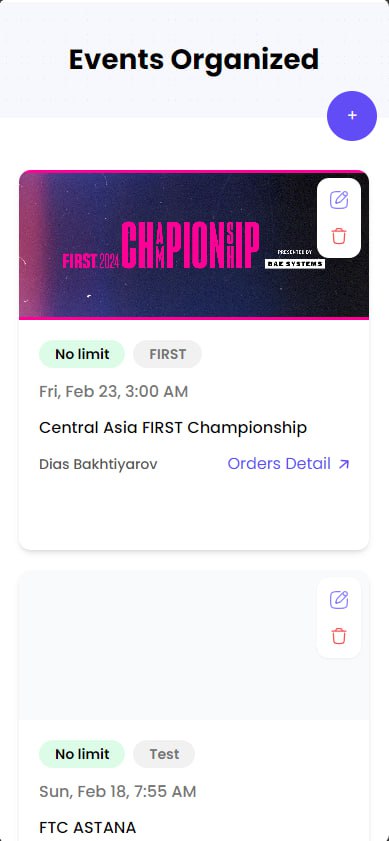 Events Organized
+
FIRST 2024 CHAMPIONSHIP
PRESENTED BY
BAE SYSTEMS
No limit FIRST
Fri, Feb 23, 3:00 AM
Central Asia FIRST Championship
Dias Bakhtiyarov Orders Detail
No limit Test
Sun, Feb 18, 7:55 AM
FTC ASTANA